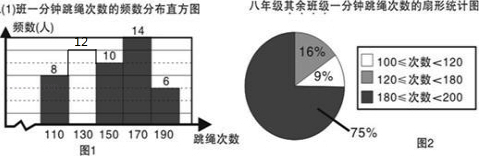 .(1)班一分钟跳绳次数的频数分布直方图
频数(人)
8
12
10
14
6
110 130 150 170 190
跳绳次数
图1
八年级其余班级一分钟跳绳次数的扇形统计图
16%
9%
75%
100≤次数<120
120≤次数<180
180≤次数<200
图2